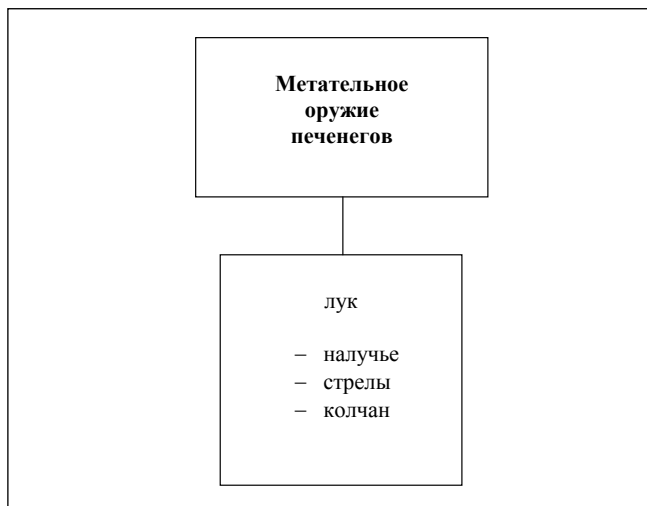 Метательное
оружие
печенегов
лук
– налучье
– стрелы
– колчан